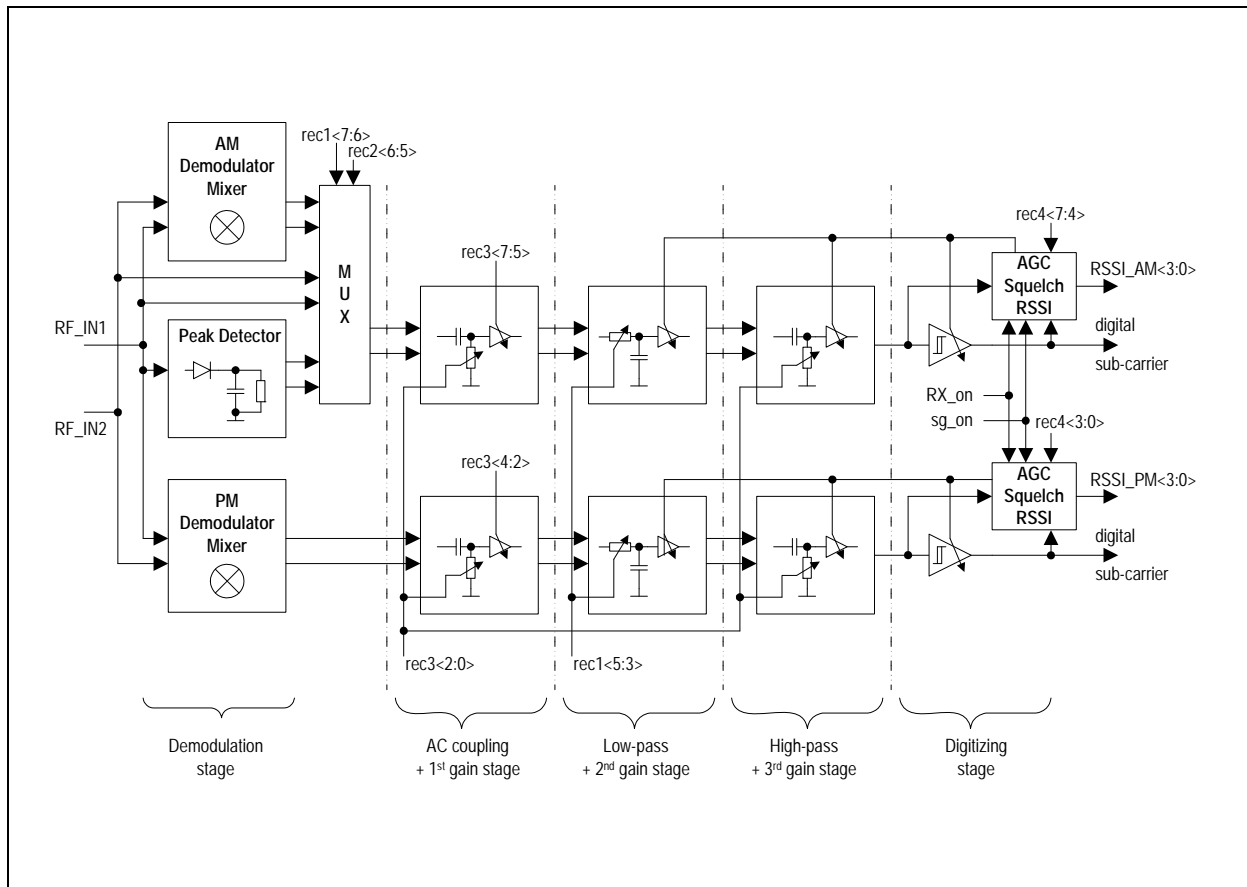 AM
Demodulator
Mixer
rec1<7:6>
rec2<6:5>
M
U
X
RF_IN1
Peak Detector
RF_IN2
PM
Demodulator
Mixer
rec3<7:5>
rec3<4:2>
rec3<2:0>
rec1<5:3>
rec4<7:4>
AGC
Squelch
RSSI
RSSI_AM<3:0>
digital
sub-carrier
RX_on
sg_on
rec4<3:0>
AGC
Squelch
RSSI
RSSI_PM<3:0>
digital
sub-carrier
Demodulation
stage
AC coupling
+ 1st gain stage
Low-pass
+ 2nd gain stage
High-pass
+ 3rd gain stage
Digitizing
stage